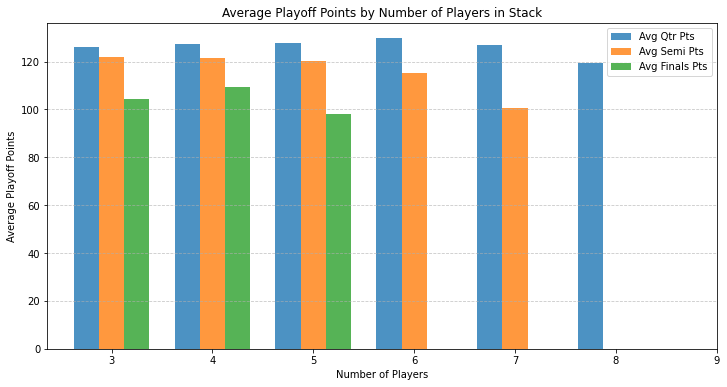 Average Playoff Points by Number of Players in Stack
Avg Qtr Pts
Avg Semi Pts
Avg Finals Pts
Average Playoff Points
120
100
80
60
40
20
0
3 4 5 6 7 8 9
Number of Players